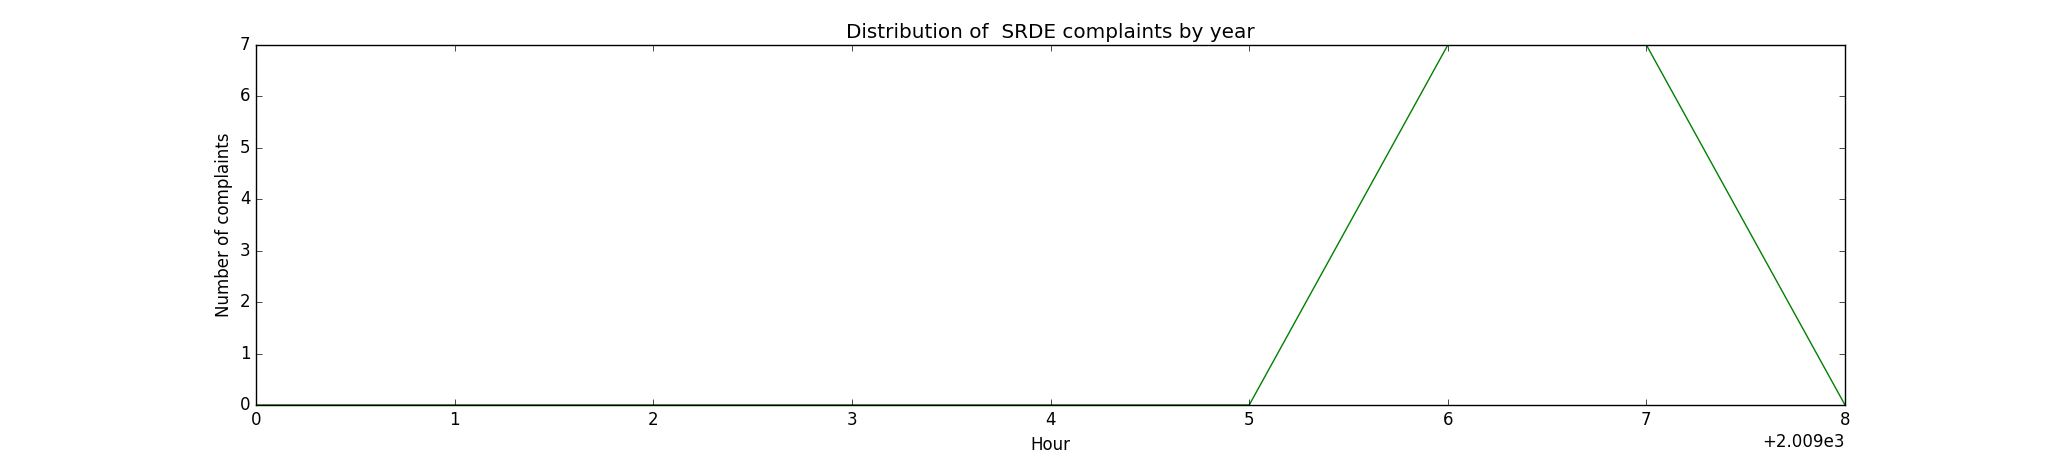 Distribution of  SRDE complaints by year
7
6
5
4
3
2
1
0
Number of complaints
0 1 2 3 4 5 6 7 8
Hour
+2.009e3